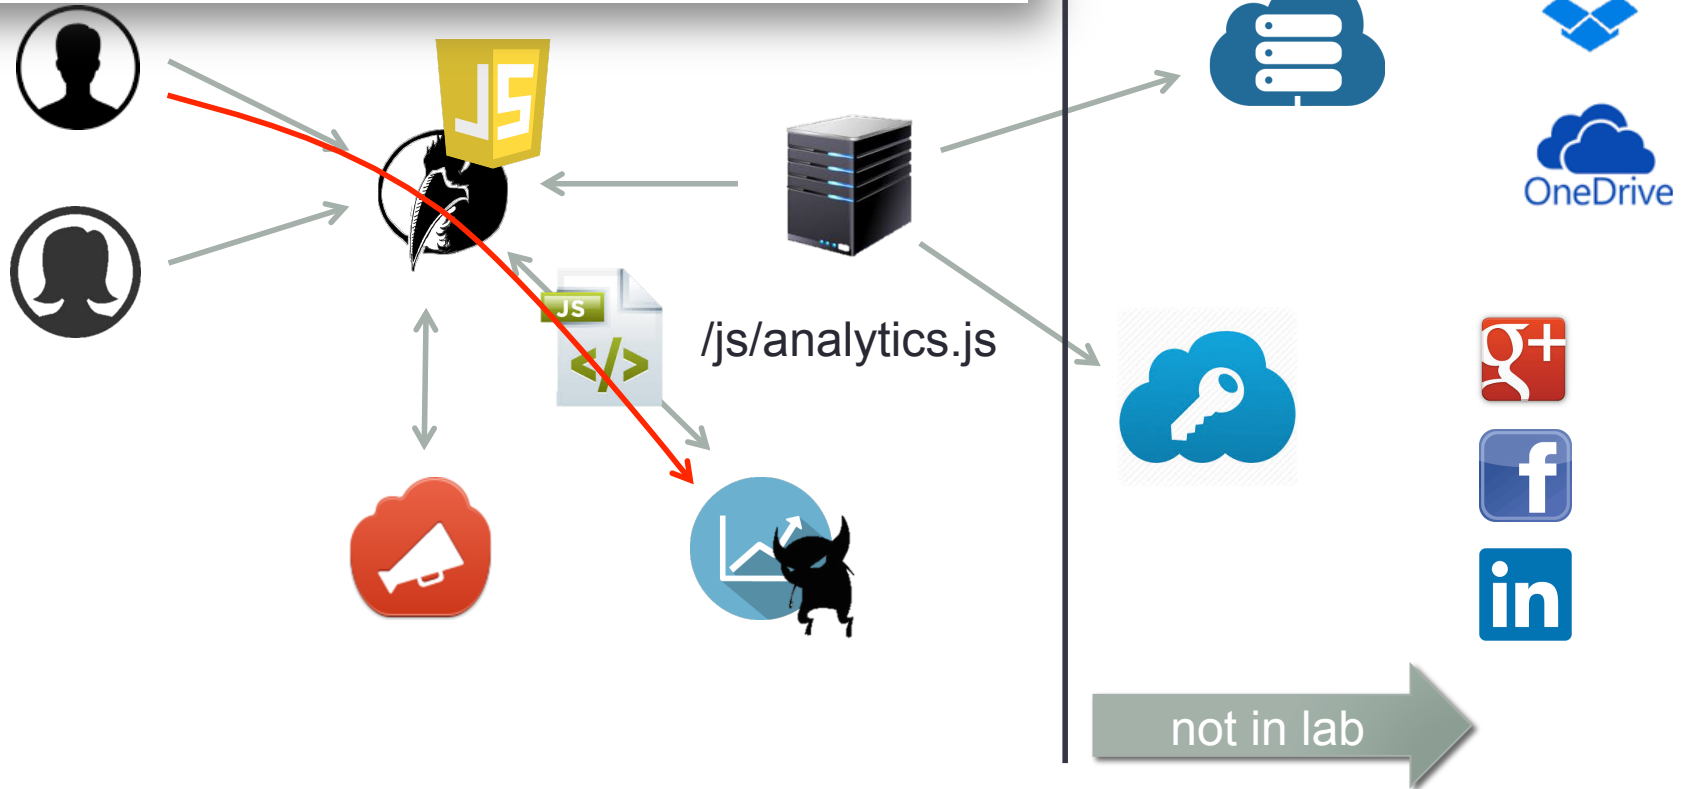 JS
OneDrive
JS
</>
/js/analytics.js
g+
f
in
not in lab